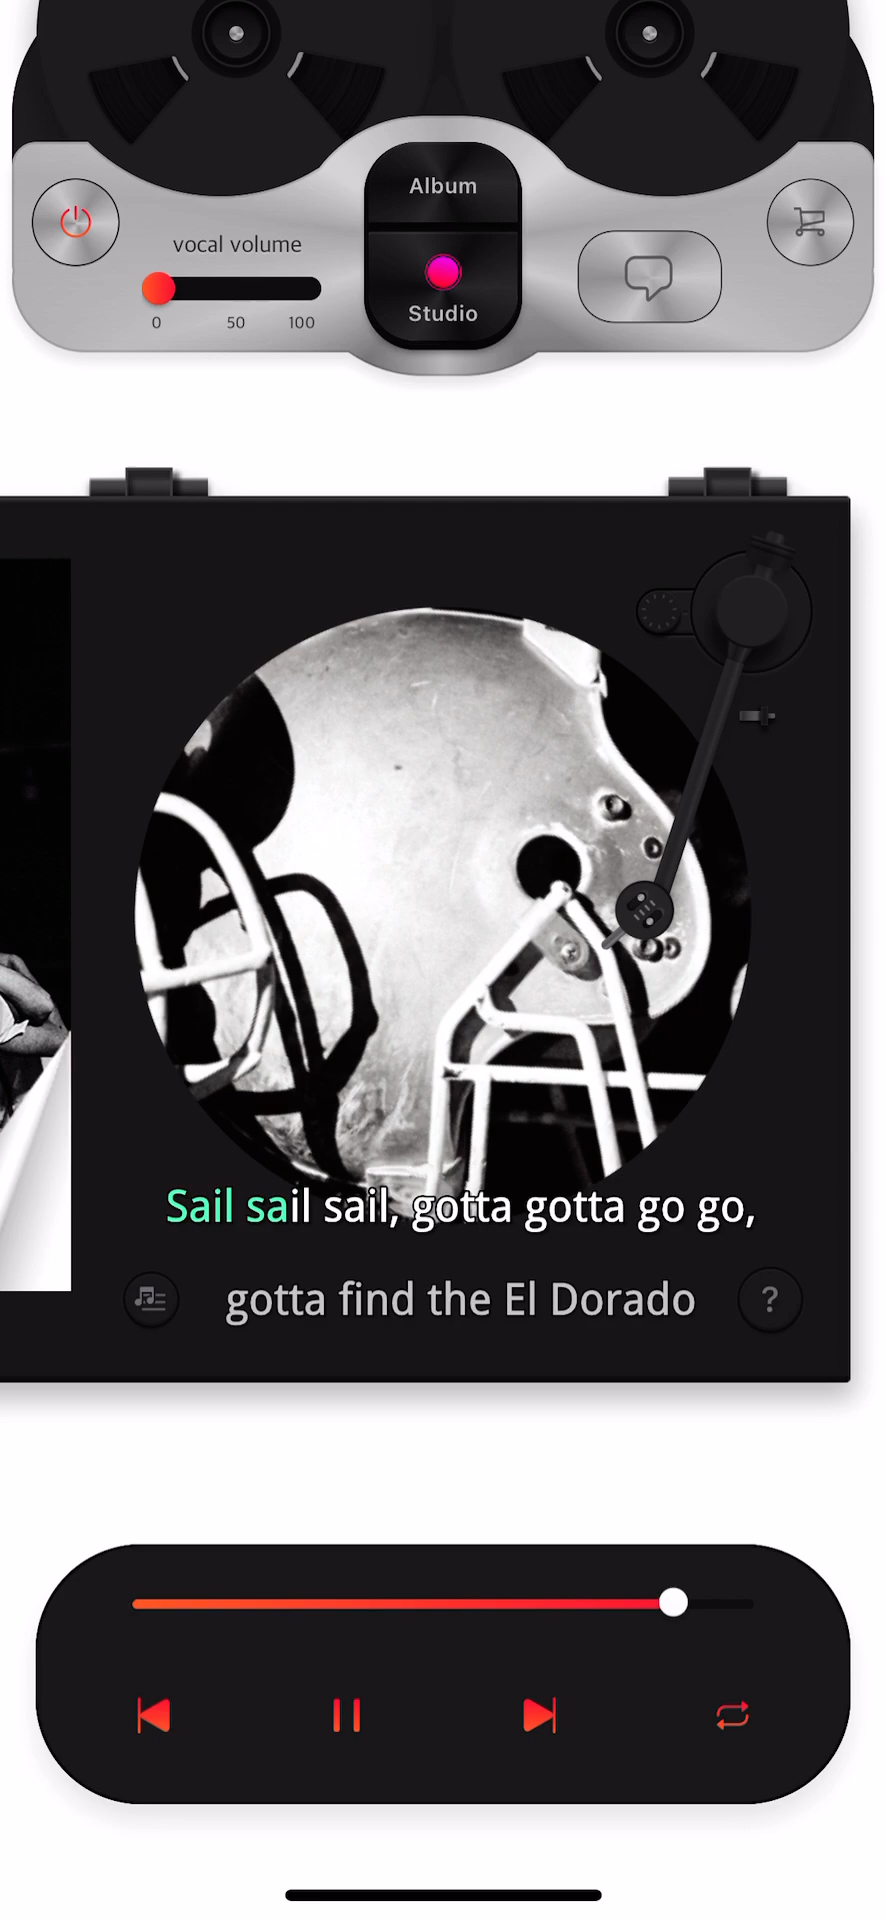 Album
vocal volume
0 50 100
Studio
Sail sail sail, gotta gotta go go,
gotta find the El Dorado
?